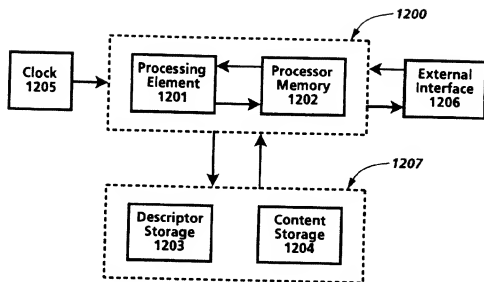 1200
Clock
1205
Processing
Element
1201
Processor
Memory
1202
External
Interface
1206
1207
Descriptor
Storage
1203
Content
Storage
1204